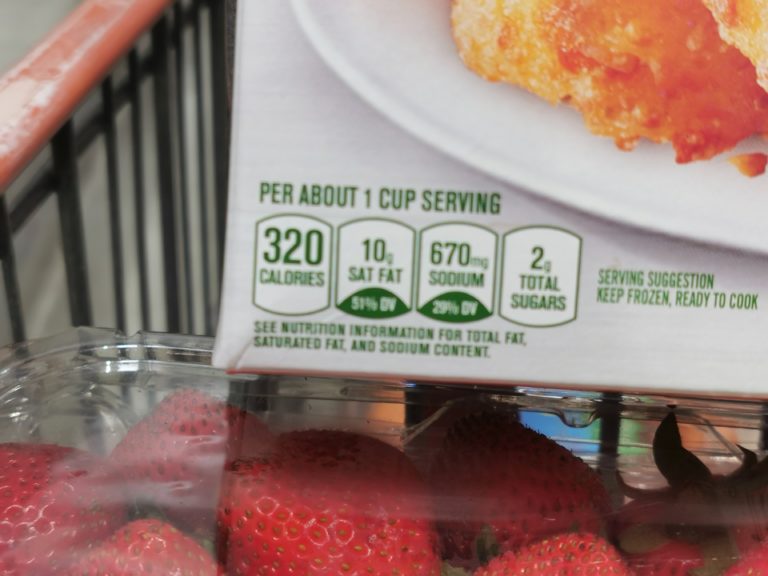 PER ABOUT 1 CUP SERVING
320 CALORIES
10g SAT FAT 51% DV
670mg SODIUM 29% DV
2g TOTAL SUGARS
SERVING SUGGESTION
KEEP FROZEN, READY TO COOK
SEE NUTRITION INFORMATION FOR TOTAL FAT,
SATURATED FAT, AND SODIUM CONTENT.